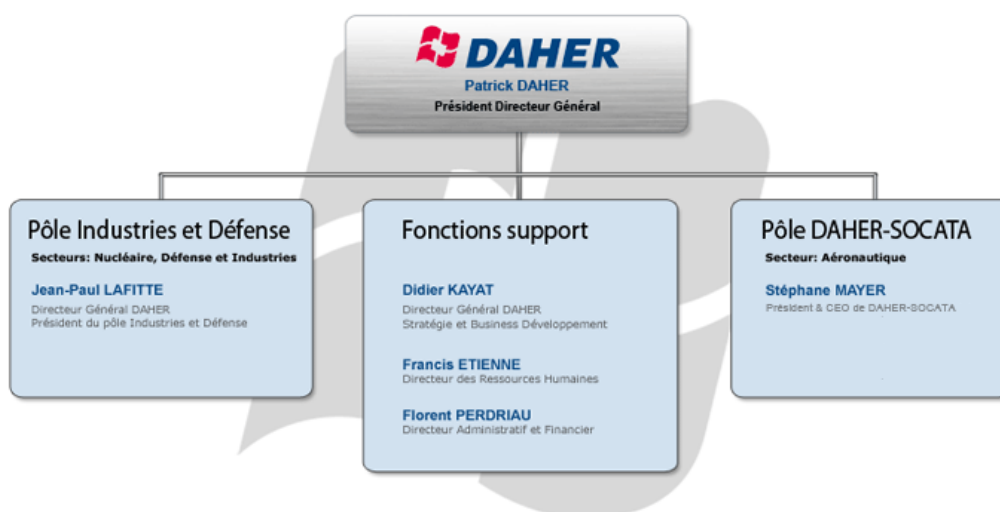 DAHER
Patrick DAHER
Président Directeur Général
Pôle Industries et Défense
Secteurs: Nucléaire, Défense et Industries
Jean-Paul LAFITTE
Directeur Général DAHER
Président du pôle Industries et Défense
Fonctions support
Didier KAYAT
Directeur Général DAHER
Stratégie et Business Développement
Francis ETIENNE
Directeur des Ressources Humaines
Florent PERDRIAU
Directeur Administratif et Financier
Pôle DAHER-SOCATA
Secteur: Aéronautique
Stéphane MAYER
Président & CEO de DAHER-SOCATA